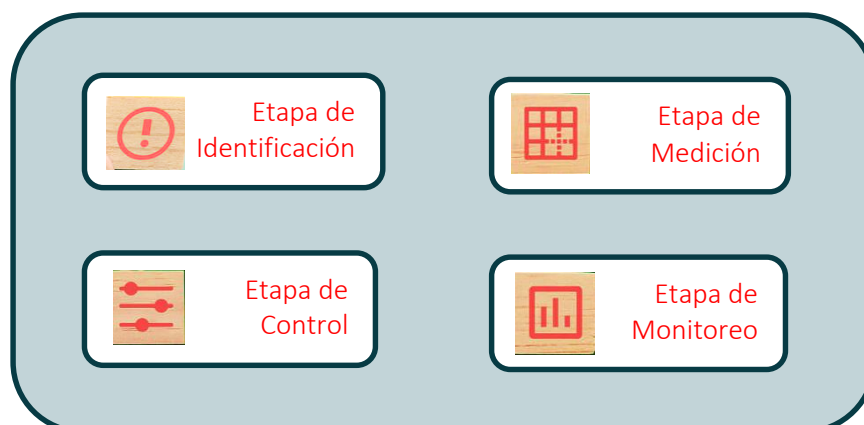 Etapa de
Identificación
Etapa de
Medición
Etapa de
Control
Etapa de
Monitoreo